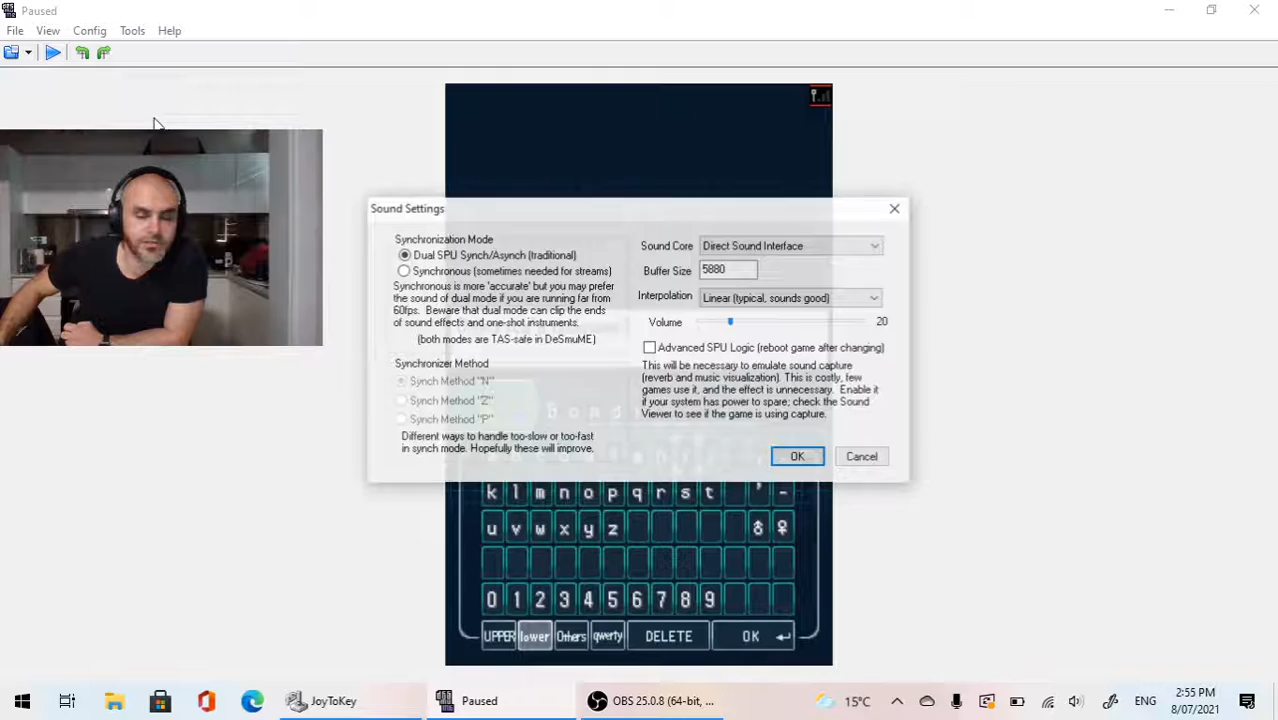 Paused
File View Config Tools Help
Sound Settings
Synchronization Mode
Dual SPU Synch/Asynch (traditional)
Synchronous (sometimes needed for streams)
Synchronous is more 'accurate' but you may prefer
the sound of dual mode if you are running far from
60fps. Beware that dual mode can clip the ends
of sound effects and one-shot instruments.
(both modes are TAS-safe in DeSmuME)
Synchronizer Method
Synch Method "N"
Synch Method "Z"
Synch Method "P"
Different ways to handle too-slow or too-fast
in synch mode. Hopefully these will improve.
Sound Core Direct Sound Interface
Buffer Size 5880
Interpolation Linear (typical, sounds good)
Volume 20
Advanced SPU Logic (reboot game after changing)
This will be necessary to emulate sound capture
(reverb and music visualization). This is costly, few
games use it, and the effect is unnecessary. Enable it
if your system has power to spare; check the Sound
Viewer to see if the game is using capture.
OK Cancel
k l m n o p q r s t ' -
u v w x y z ♂ ♀
0 1 2 3 4 5 6 7 8 9
UPPER lower Others qwerty DELETE OK
JoyToKey Paused OBS 25.0.8 (64-bit, ... 15°C ENG 2:55 PM
8/07/2021